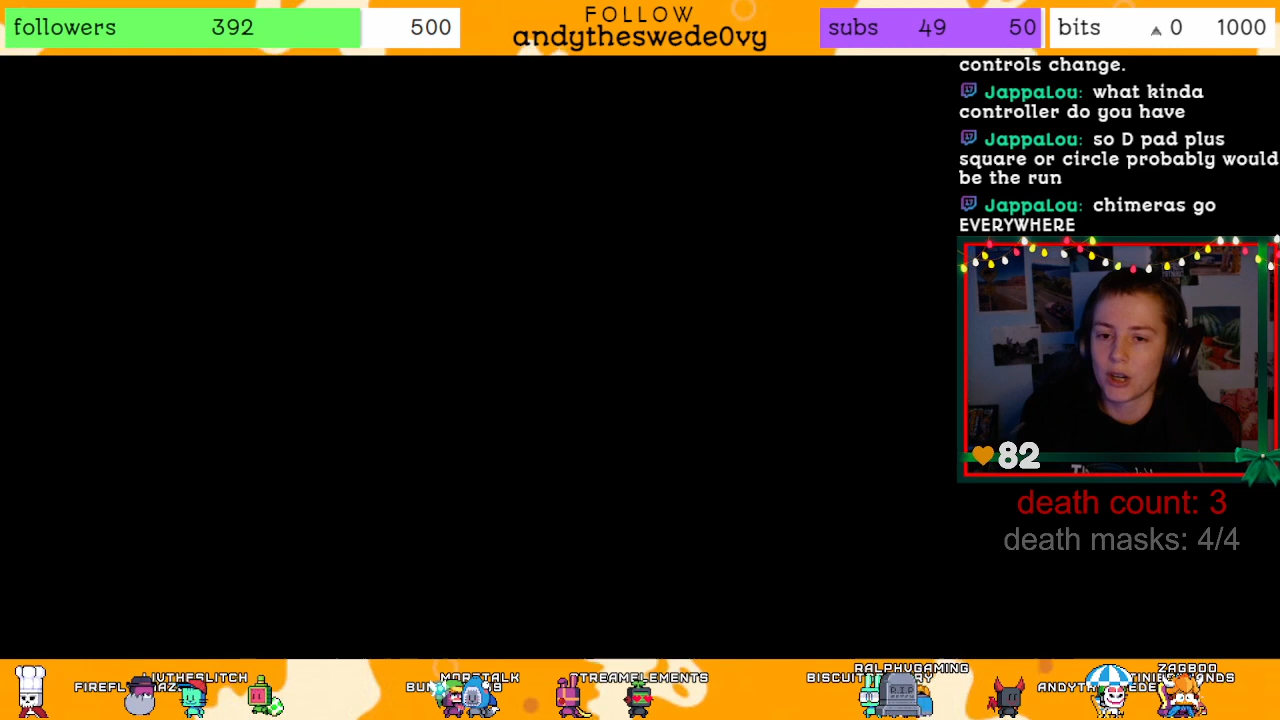 followers 392 500
FOLLOW
andytheswede0vy
subs 49 50
bits 0 1000
controls change.
JappaLou: what kinda
controller do you have
JappaLou: so D pad plus
square or circle probably would
be the run
JappaLou: chimeras go
EVERYWHERE
82
death count: 3
death masks: 4/4
STREAMELEMENTS
RALPHVGAMING
ZAGBOO
R.I.P